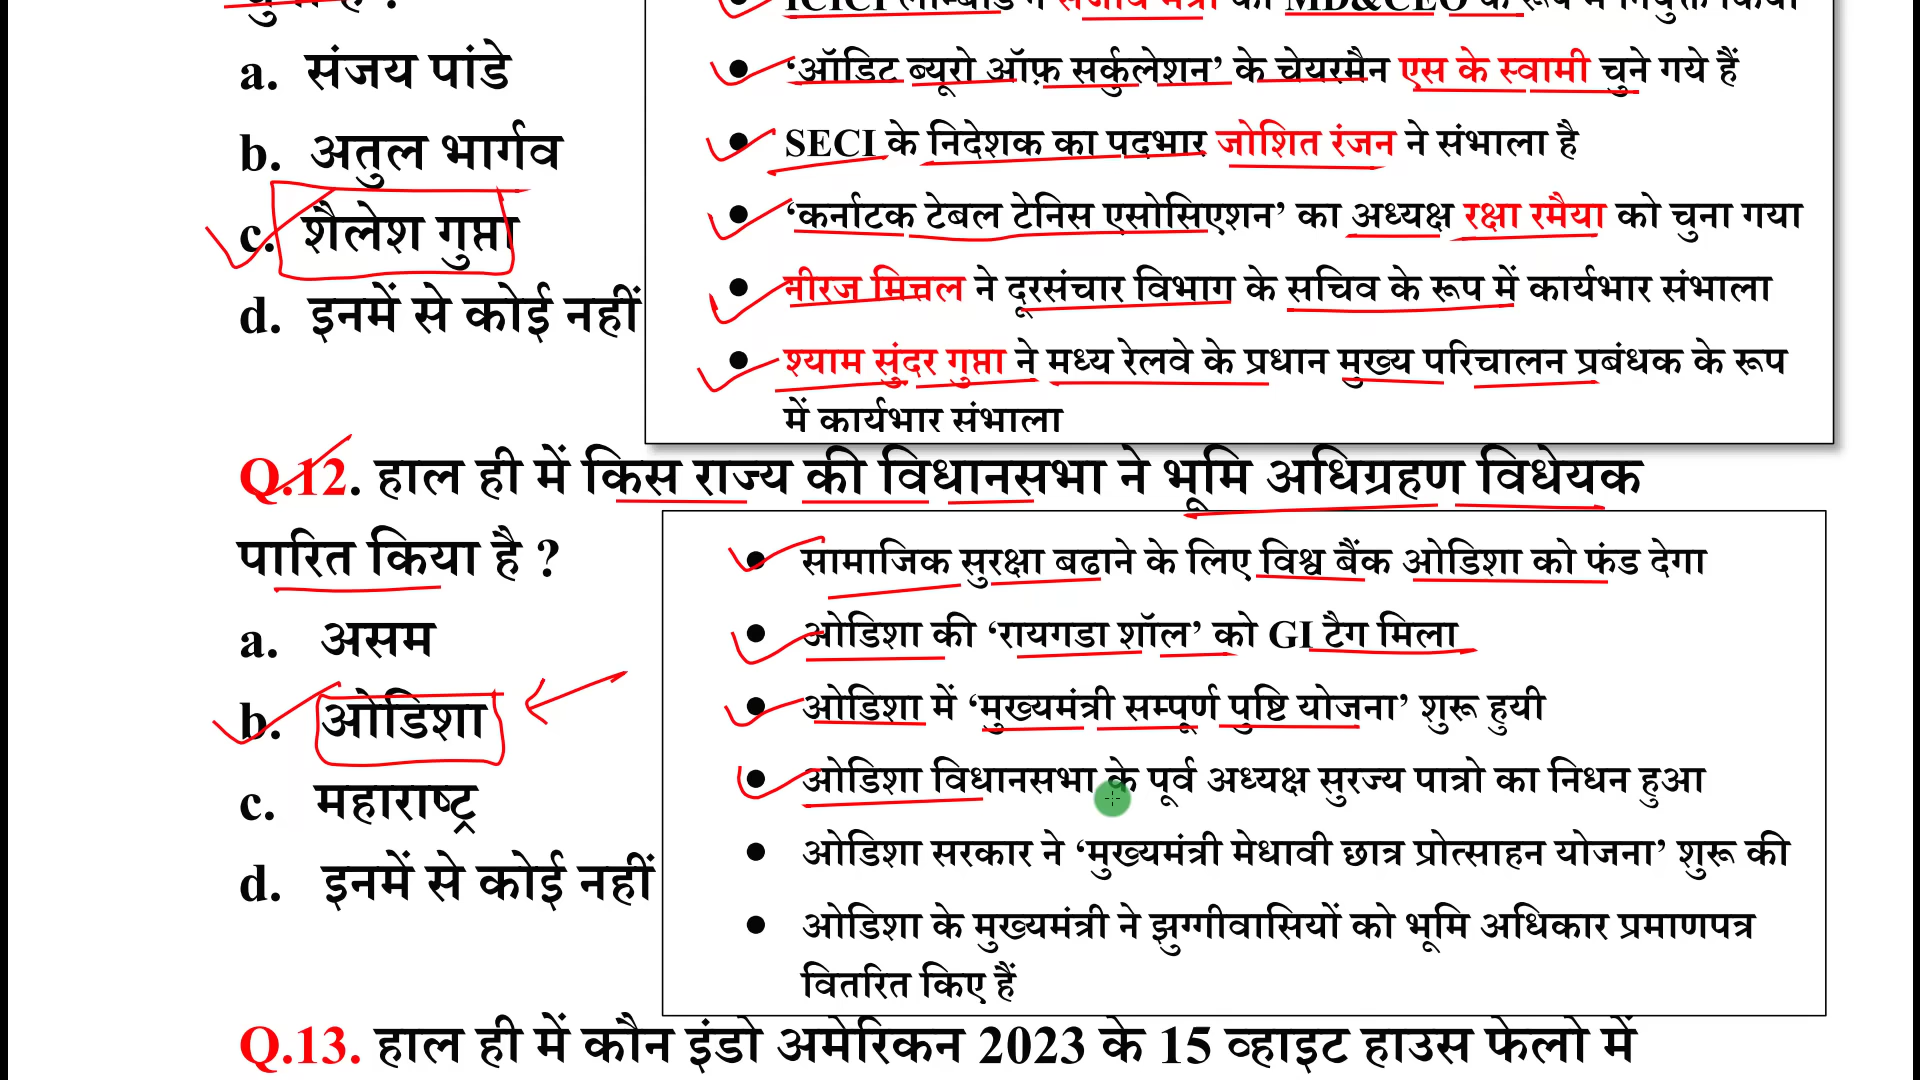 है ?
a. संजय पांडे
b. अतुल भार्गव
c. शैलेश गुप्ता
d. इनमें से कोई नहीं
ICICI लोम्बार्ड ने संजीव मंत्री को MD&CEO के रूप में नियुक्त किया
• ‘ऑडिट ब्यूरो ऑफ़ सर्कुलेशन’ के चेयरमैन एस के स्वामी चुने गये हैं
• SECI के निदेशक का पदभार जोशित रंजन ने संभाला है
• ‘कर्नाटक टेबल टेनिस एसोसिएशन’ का अध्यक्ष रक्षा रमैया को चुना गया
• नीरज मित्तल ने दूरसंचार विभाग के सचिव के रूप में कार्यभार संभाला
• श्याम सुंदर गुप्ता ने मध्य रेलवे के प्रधान मुख्य परिचालन प्रबंधक के रूप
में कार्यभार संभाला
Q.12. हाल ही में किस राज्य की विधानसभा ने भूमि अधिग्रहण विधेयक
पारित किया है ?
a. असम
b. ओडिशा
c. महाराष्ट्र
d. इनमें से कोई नहीं
• सामाजिक सुरक्षा बढाने के लिए विश्व बैंक ओडिशा को फंड देगा
• ओडिशा की ‘रायगडा शॉल’ को GI टैग मिला
• ओडिशा में ‘मुख्यमंत्री सम्पूर्ण पुष्टि योजना’ शुरू हुयी
• ओडिशा विधानसभा के पूर्व अध्यक्ष सुरज्य पात्रो का निधन हुआ
• ओडिशा सरकार ने ‘मुख्यमंत्री मेधावी छात्र प्रोत्साहन योजना’ शुरू की
• ओडिशा के मुख्यमंत्री ने झुग्गीवासियों को भूमि अधिकार प्रमाणपत्र
वितरित किए हैं
Q.13. हाल ही में कौन इंडो अमेरिकन 2023 के 15 व्हाइट हाउस फेलो में